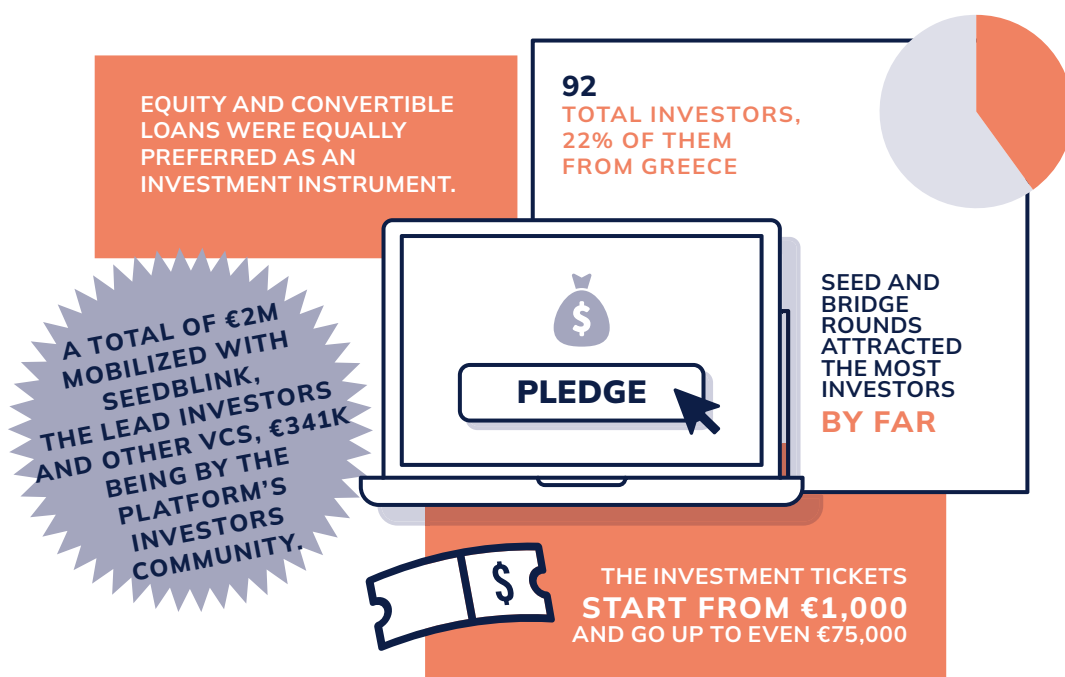 EQUITY AND CONVERTIBLE
LOANS WERE EQUALLY
PREFERRED AS AN
INVESTMENT INSTRUMENT.
92
TOTAL INVESTORS,
22% OF THEM
FROM GREECE
A TOTAL OF €2M
MOBILIZED WITH
SEEDBLINK,
THE LEAD INVESTORS
AND OTHER VCS, €341K
BEING BY THE
PLATFORM’S
INVESTORS
COMMUNITY.
$
PLEDGE
SEED AND
BRIDGE
ROUNDS
ATTRACTED
THE MOST
INVESTORS
BY FAR
$
THE INVESTMENT TICKETS
START FROM €1,000
AND GO UP TO EVEN €75,000